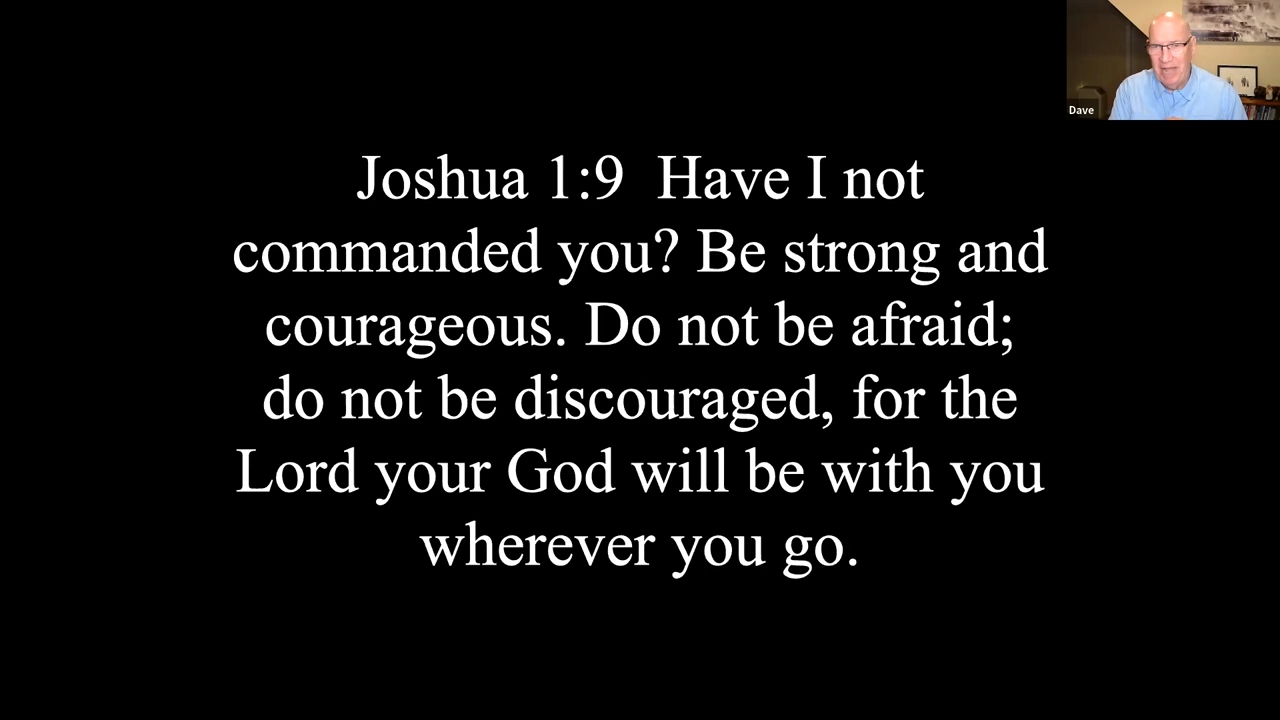 Dave
Joshua 1:9  Have I not
commanded you? Be strong and
courageous. Do not be afraid;
do not be discouraged, for the
Lord your God will be with you
wherever you go.